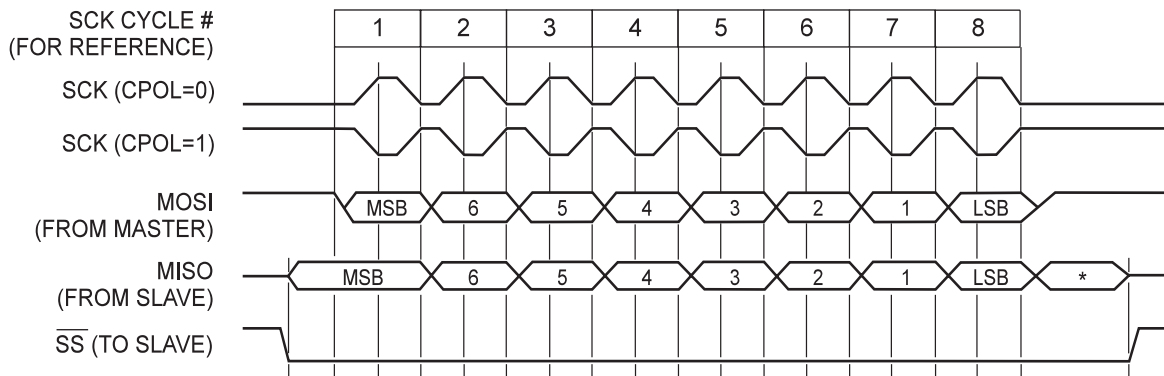 SCK CYCLE #
(FOR REFERENCE)
1 2 3 4 5 6 7 8
SCK (CPOL=0)
SCK (CPOL=1)
MOSI
(FROM MASTER)
MSB 6 5 4 3 2 1 LSB
MISO
(FROM SLAVE)
MSB 6 5 4 3 2 1 LSB *
S̅S̅ (TO SLAVE)